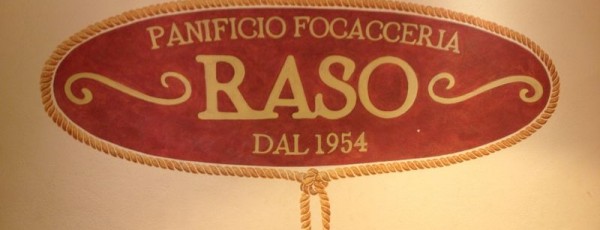 PANIFICIO FOCACCERIA
RASO
DAL 1954